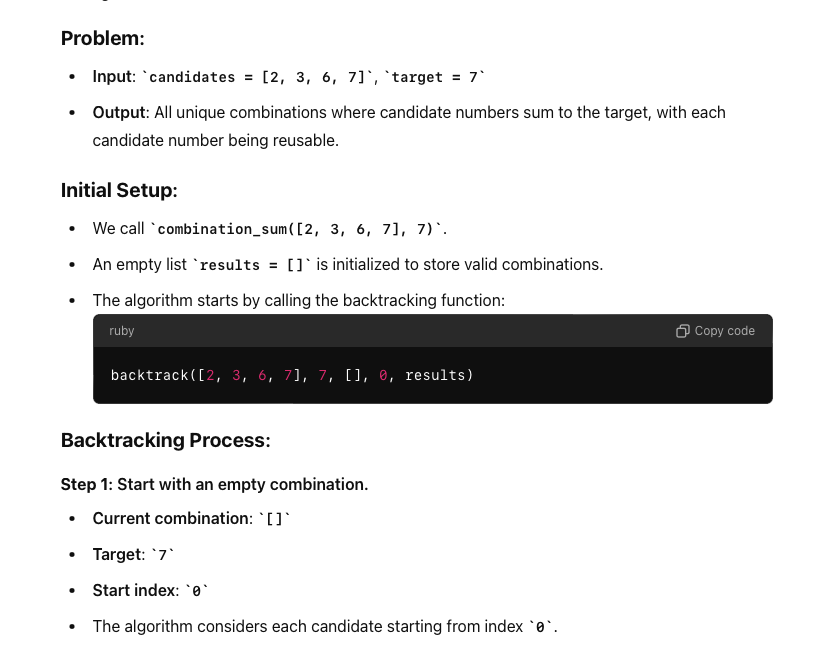 Problem:
• Input: `candidates = [2, 3, 6, 7]`, `target = 7`
• Output: All unique combinations where candidate numbers sum to the target, with each
candidate number being reusable.
Initial Setup:
• We call `combination_sum([2, 3, 6, 7], 7)`.
• An empty list `results = []` is initialized to store valid combinations.
• The algorithm starts by calling the backtracking function:
ruby Copy code
backtrack([2, 3, 6, 7], 7, [], 0, results)
Backtracking Process:
Step 1: Start with an empty combination.
• Current combination: `[]`
• Target: `7`
• Start index: `0`
• The algorithm considers each candidate starting from index `0`.